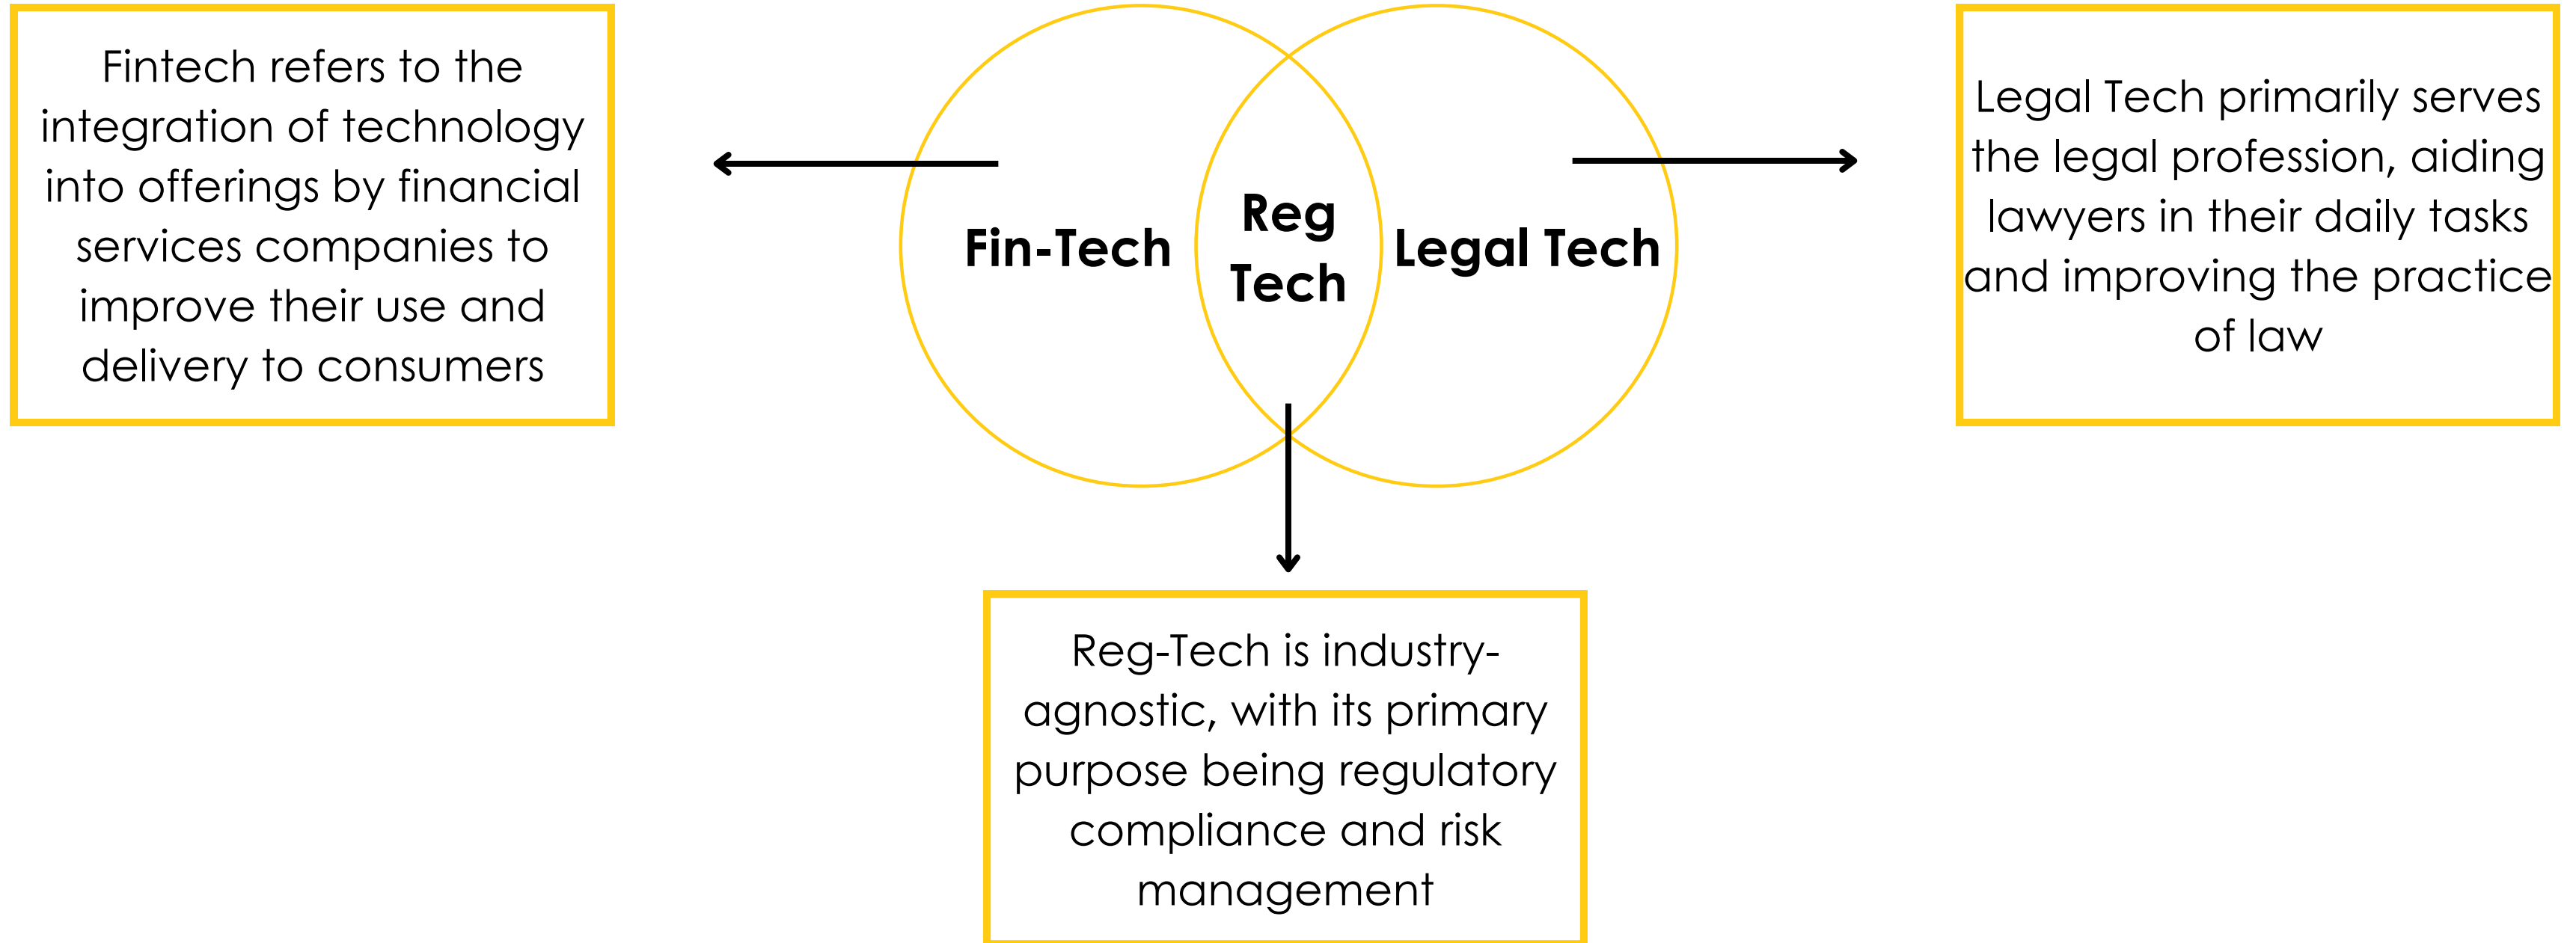 Fintech refers to the
integration of technology
into offerings by financial
services companies to
improve their use and
delivery to consumers
Fin-Tech
Reg
Tech
Legal Tech
Legal Tech primarily serves
the legal profession, aiding
lawyers in their daily tasks
and improving the practice
of law
Reg-Tech is industry-
agnostic, with its primary
purpose being regulatory
compliance and risk
management